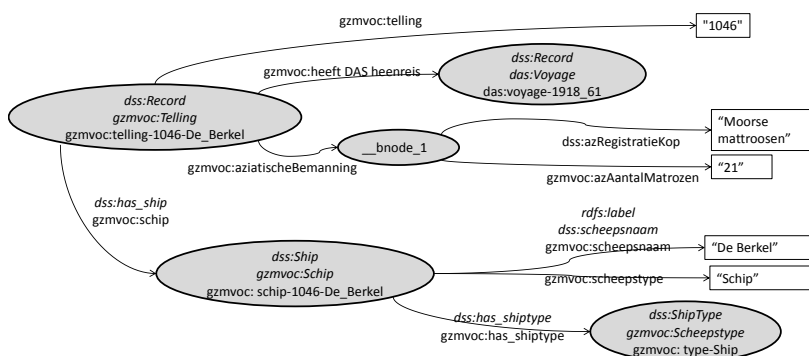 gzmvoc:telling
"1046"
dss:Record
das:Voyage
das:voyage-1918_61
gzmvoc:heeft DAS heenreis
dss:Record
gzmvoc:Telling
gzmvoc:telling-1046-De_Berkel
__bnode_1
gzmvoc:aziatischeBemanning
dss:azRegistratieKop
“Moorse
mattroosen”
gzmvoc:azAantalMatrozen
“21”
dss:has_ship
gzmvoc:schip
rdfs:label
dss:scheepsnaam
gzmvoc:scheepsnaam
“De Berkel”
dss:Ship
gzmvoc:Schip
gzmvoc: schip-1046-De_Berkel
gzmvoc:scheepstype
“Schip”
dss:has_shiptype
gzmvoc:has_shiptype
dss:ShipType
gzmvoc:Scheepstype
gzmvoc: type-Ship